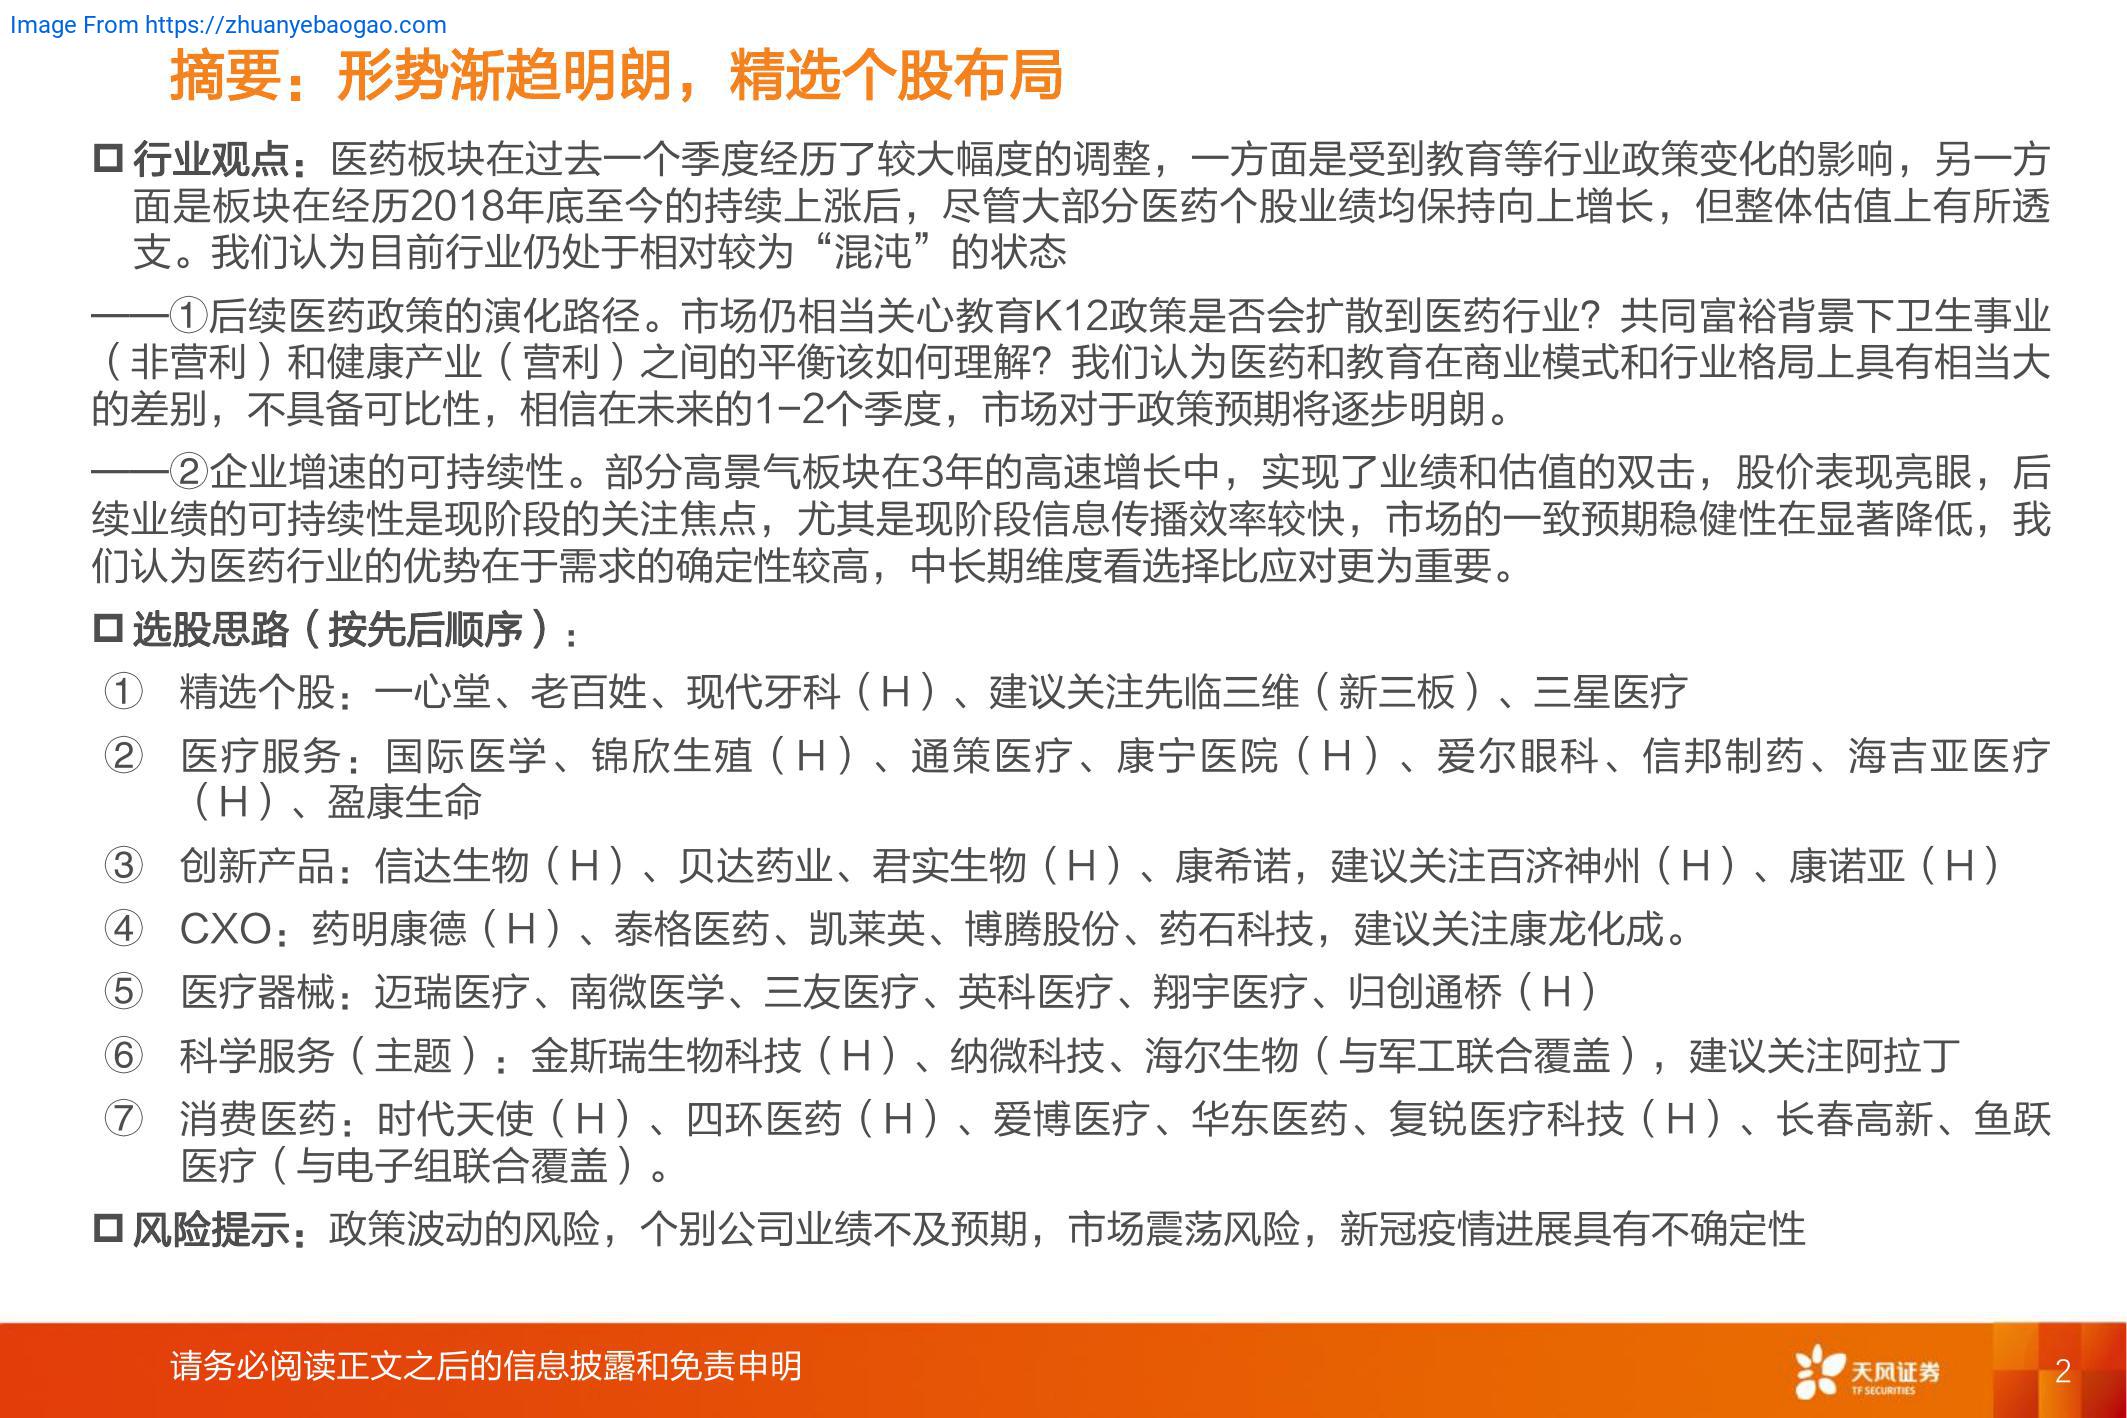 Image From https://zhuanyebaogao.com
摘要：形势渐趋明朗，精选个股布局
行业观点：医药板块在过去一个季度经历了较大幅度的调整，一方面是受到教育等行业政策变化的影响，另一方
面是板块在经历2018年底至今的持续上涨后，尽管大部分医药个股业绩均保持向上增长，但整体估值上有所透
支。我们认为目前行业仍处于相对较为“混沌”的状态
——①后续医药政策的演化路径。市场仍相当关心教育K12政策是否会扩散到医药行业？共同富裕背景下卫生事业
（非营利）和健康产业（营利）之间的平衡该如何理解？我们认为医药和教育在商业模式和行业格局上具有相当大
的差别，不具备可比性，相信在未来的1-2个季度，市场对于政策预期将逐步明朗。
——②企业增速的可持续性。部分高景气板块在3年的高速增长中，实现了业绩和估值的双击，股价表现亮眼，后
续业绩的可持续性是现阶段的关注焦点，尤其是现阶段信息传播效率较快，市场的一致预期稳健性在显著降低，我
们认为医药行业的优势在于需求的确定性较高，中长期维度看选择比应对更为重要。
选股思路（按先后顺序）：
① 精选个股：一心堂、老百姓、现代牙科（H）、建议关注先临三维（新三板）、三星医疗
② 医疗服务：国际医学、锦欣生殖（H）、通策医疗、康宁医院（H）、爱尔眼科、信邦制药、海吉亚医疗
（H）、盈康生命
③ 创新产品：信达生物（H）、贝达药业、君实生物（H）、康希诺，建议关注百济神州（H）、康诺亚（H）
④ CXO：药明康德（H）、泰格医药、凯莱英、博腾股份、药石科技，建议关注康龙化成。
⑤ 医疗器械：迈瑞医疗、南微医学、三友医疗、英科医疗、翔宇医疗、归创通桥（H）
⑥ 科学服务（主题）：金斯瑞生物科技（H）、纳微科技、海尔生物（与军工联合覆盖），建议关注阿拉丁
⑦ 消费医药：时代天使（H）、四环医药（H）、爱博医疗、华东医药、复锐医疗科技（H）、长春高新、鱼跃
医疗（与电子组联合覆盖）。
风险提示：政策波动的风险，个别公司业绩不及预期，市场震荡风险，新冠疫情进展具有不确定性
请务必阅读正文之后的信息披露和免责申明
天风证券
TF SECURITIES
2